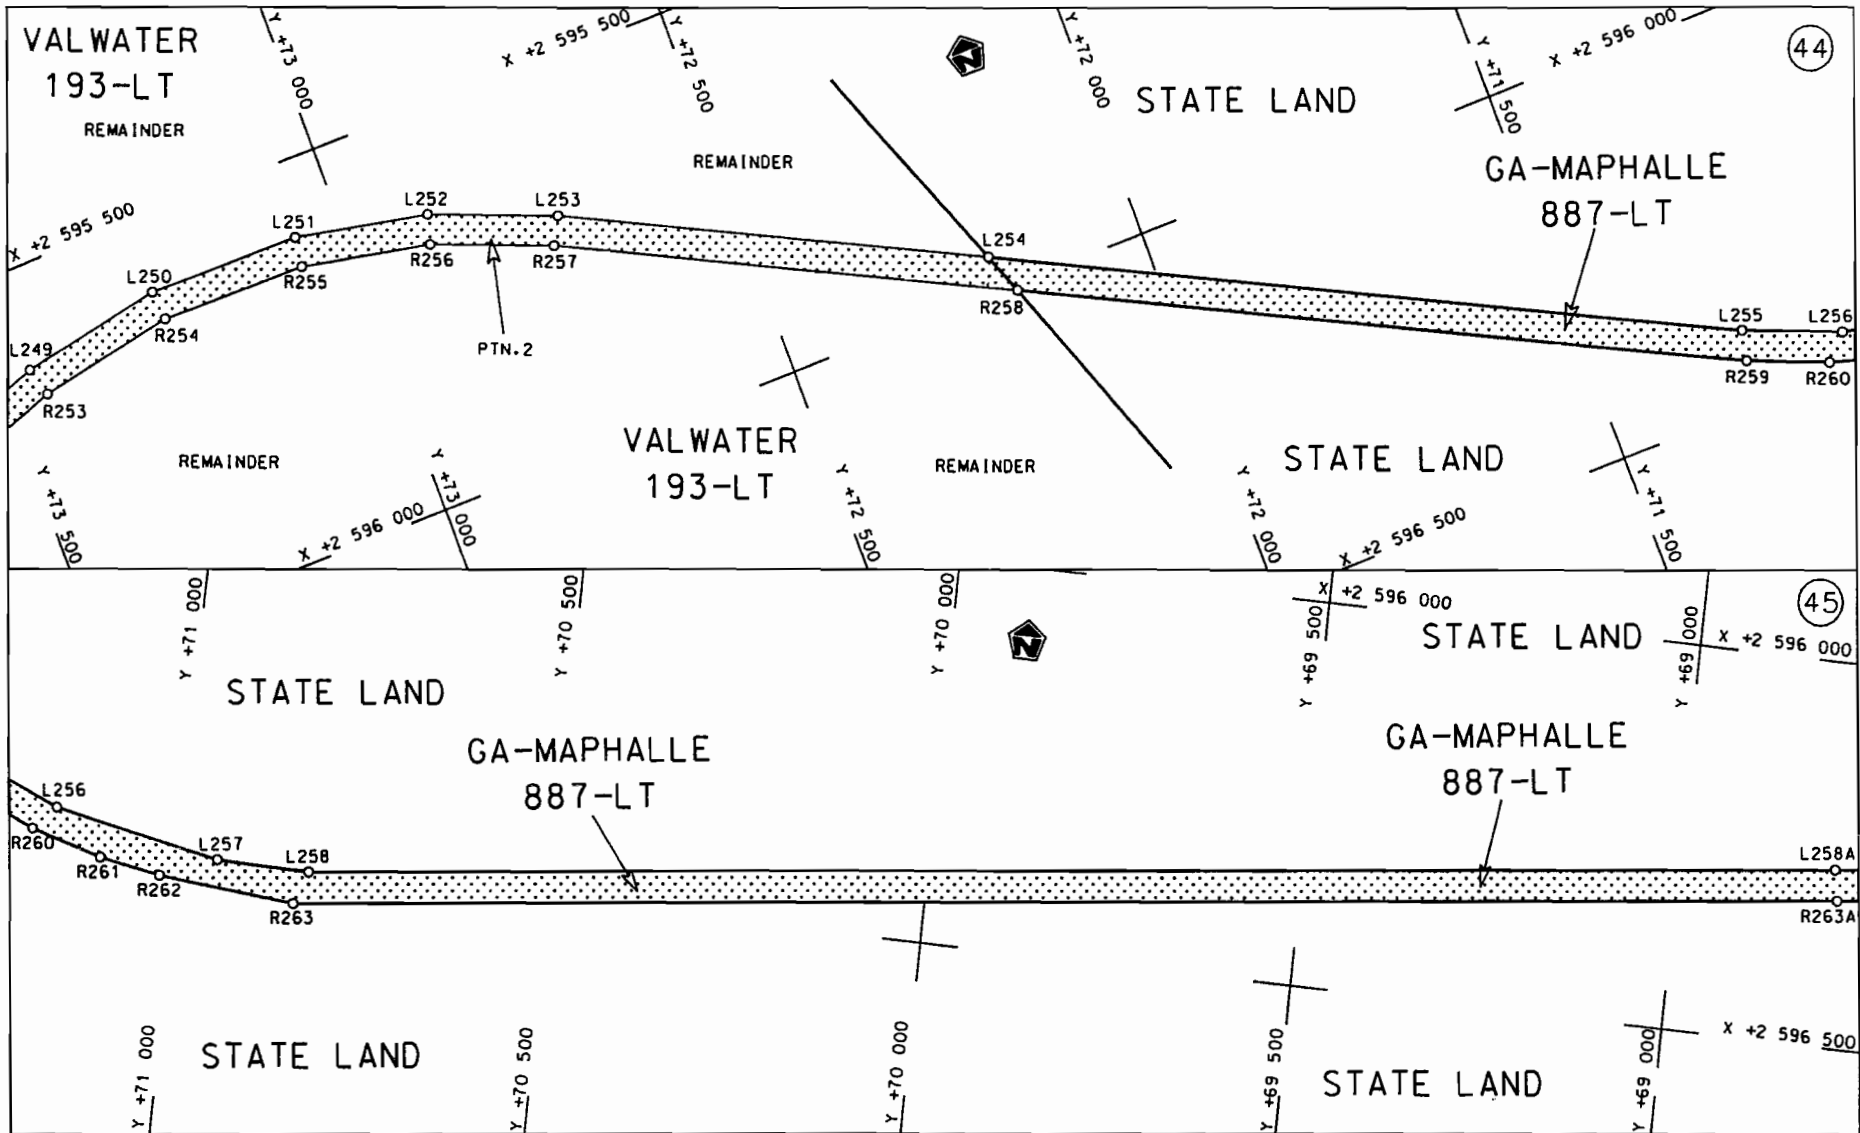 VALWATER
193-LT
REMAINDER
Y +73 000
X +2 595 500
Y +72 500
N
Y +72 000
STATE LAND
Y +71 500
X +2 596 000
44
REMAINDER
GA-MAPHALLE
887-LT
X +2 595 500
L249
L250
L251
L252
L253
L254
L255
L256
R253
R254
R255
R256
R257
R258
R259
R260
PTN.2
REMAINDER
VALWATER
193-LT
REMAINDER
STATE LAND
Y +73 500
X +2 596 000
Y +73 000
Y +72 500
Y +72 000
X +2 596 500
Y +71 500
Y +71 000
Y +70 500
Y +70 000
N
X +2 596 000
Y +69 500
STATE LAND
Y +69 000
X +2 596 000
45
STATE LAND
GA-MAPHALLE
887-LT
GA-MAPHALLE
887-LT
L256
L257
L258
L258A
R260
R261
R262
R263
R263A
Y +71 000
STATE LAND
Y +70 500
Y +70 000
Y +69 500
STATE LAND
Y +69 000
X +2 596 500